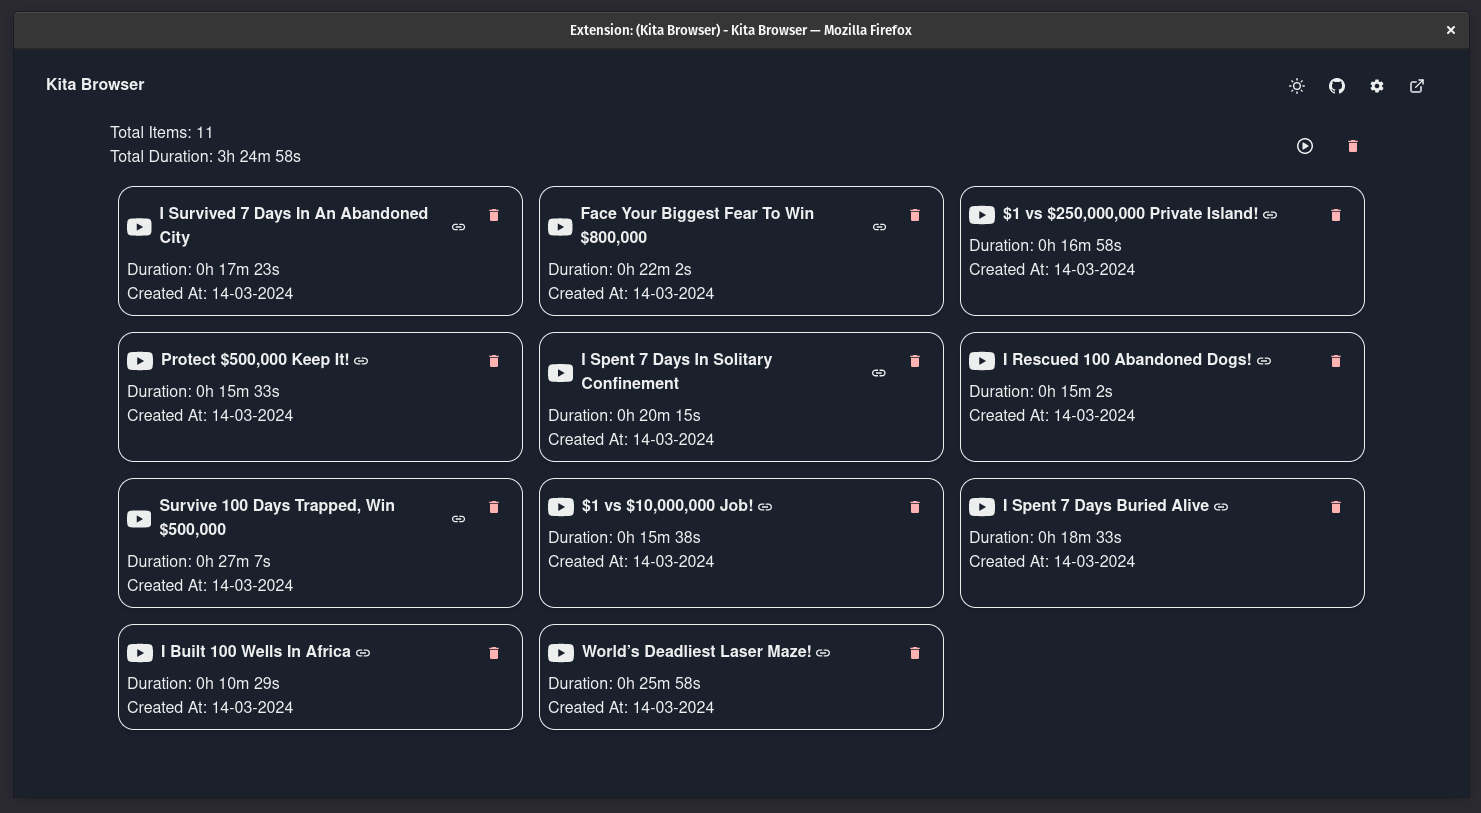 Extension: (Kita Browser) - Kita Browser — Mozilla Firefox
Kita Browser
Total Items: 11
Total Duration: 3h 24m 58s
I Survived 7 Days In An Abandoned
City
Duration: 0h 17m 23s
Created At: 14-03-2024
Face Your Biggest Fear To Win
$800,000
Duration: 0h 22m 2s
Created At: 14-03-2024
$1 vs $250,000,000 Private Island!
Duration: 0h 16m 58s
Created At: 14-03-2024
Protect $500,000 Keep It!
Duration: 0h 15m 33s
Created At: 14-03-2024
I Spent 7 Days In Solitary
Confinement
Duration: 0h 20m 15s
Created At: 14-03-2024
I Rescued 100 Abandoned Dogs!
Duration: 0h 15m 2s
Created At: 14-03-2024
Survive 100 Days Trapped, Win
$500,000
Duration: 0h 27m 7s
Created At: 14-03-2024
$1 vs $10,000,000 Job!
Duration: 0h 15m 38s
Created At: 14-03-2024
I Spent 7 Days Buried Alive
Duration: 0h 18m 33s
Created At: 14-03-2024
I Built 100 Wells In Africa
Duration: 0h 10m 29s
Created At: 14-03-2024
World’s Deadliest Laser Maze!
Duration: 0h 25m 58s
Created At: 14-03-2024